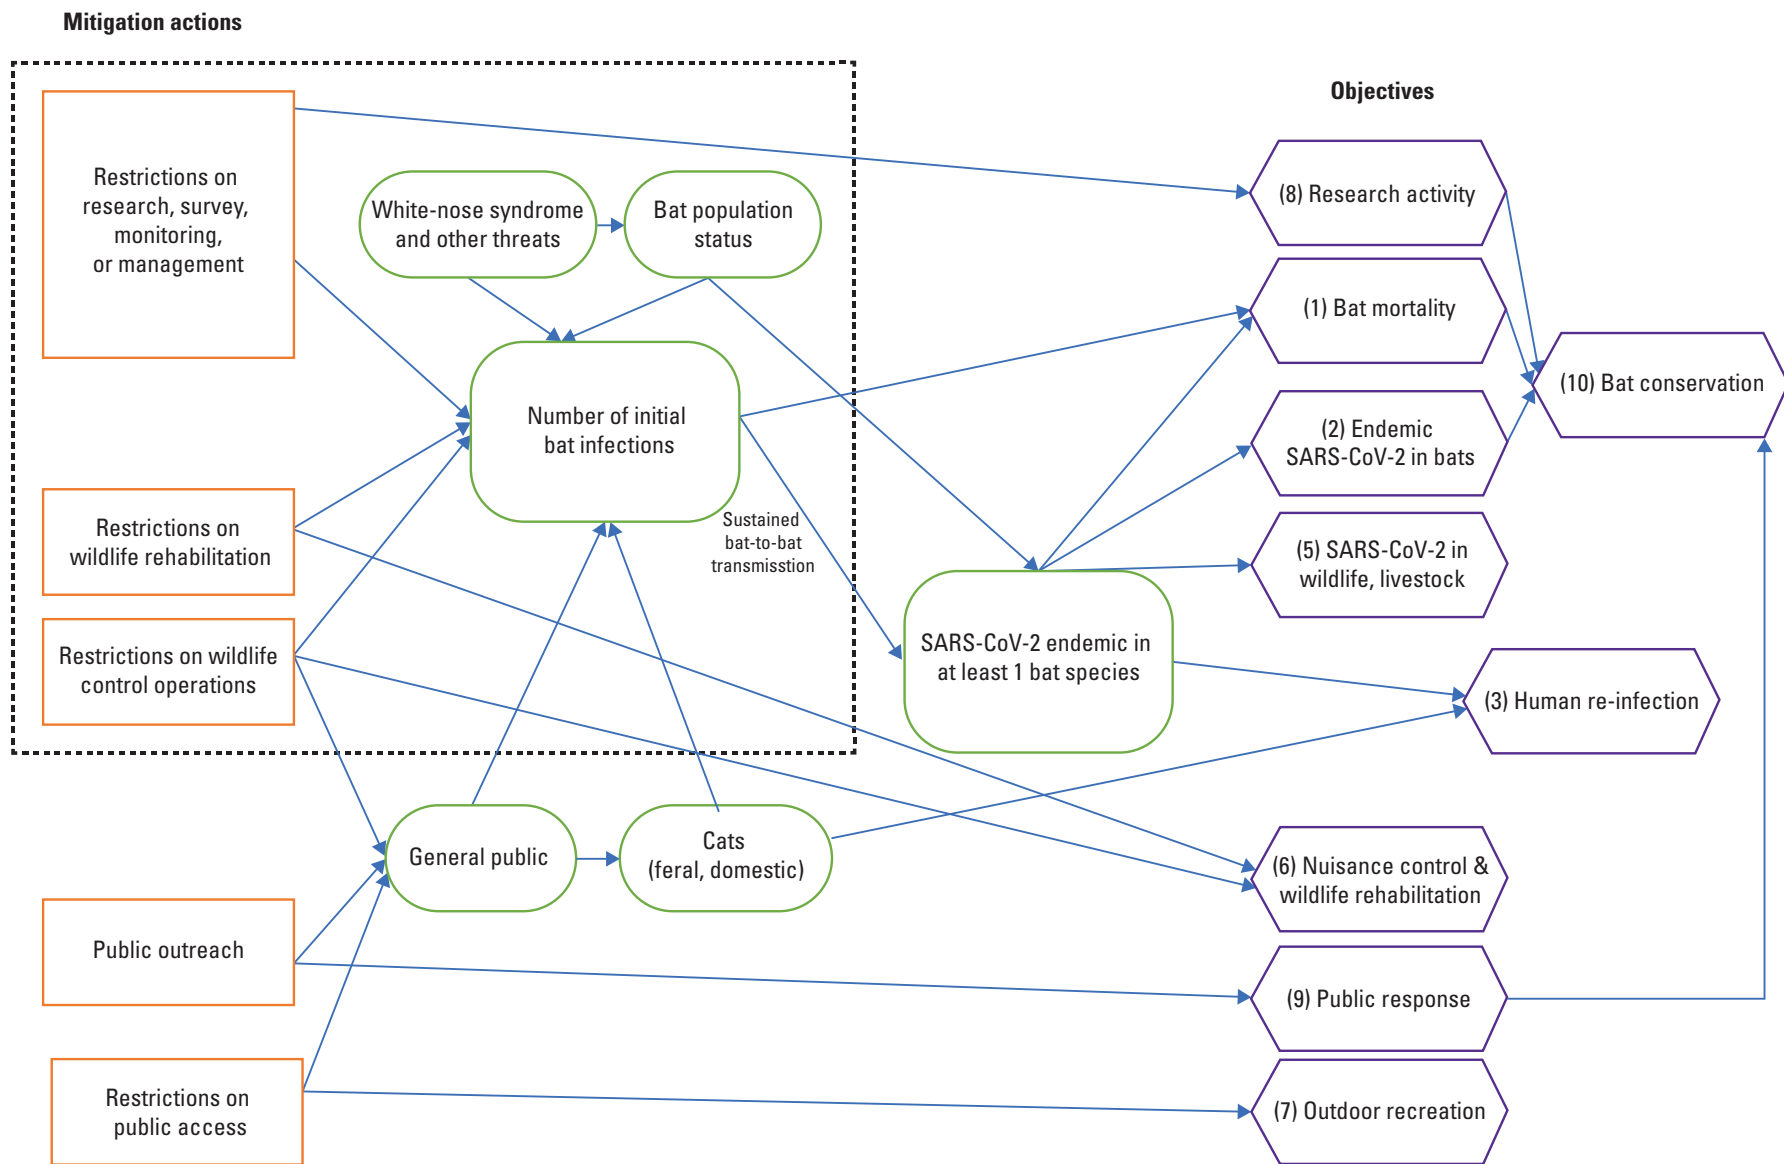 Mitigation actions
Objectives
Restrictions on
research, survey,
monitoring,
or management
White-nose syndrome
and other threats
Bat population
status
(8) Research activity
(1) Bat mortality
(10) Bat conservation
Number of initial
bat infections
(2) Endemic
SARS-CoV-2 in bats
Sustained
bat-to-bat
transmisstion
Restrictions on
wildlife rehabilitation
(5) SARS-CoV-2 in
wildlife, livestock
Restrictions on wildlife
control operations
SARS-CoV-2 endemic in
at least 1 bat species
(3) Human re-infection
General public
Cats
(feral, domestic)
(6) Nuisance control &
wildlife rehabilitation
Public outreach
(9) Public response
Restrictions on
public access
(7) Outdoor recreation